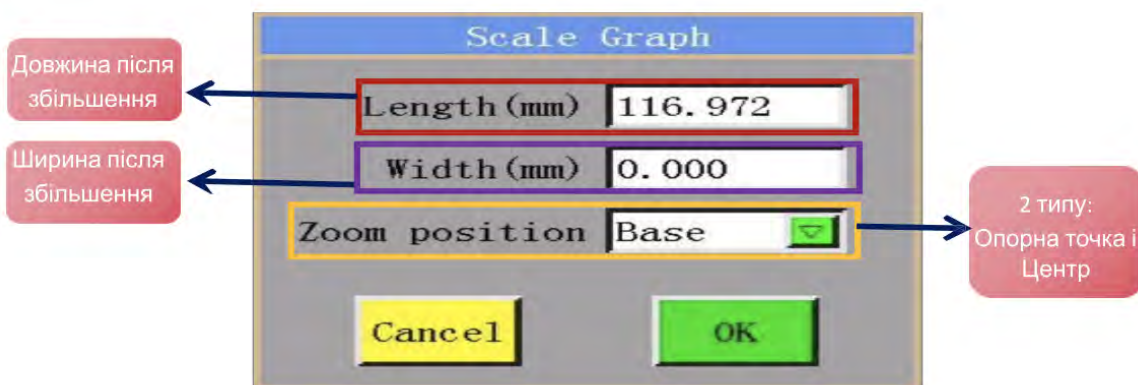 Scale Graph
Довжина після
збільшення
Length(mm) 116.972
Ширина після
збільшення
Width(mm) 0.000
Zoom position Base
2 типу:
Опорна точка і
Центр
Cancel OK